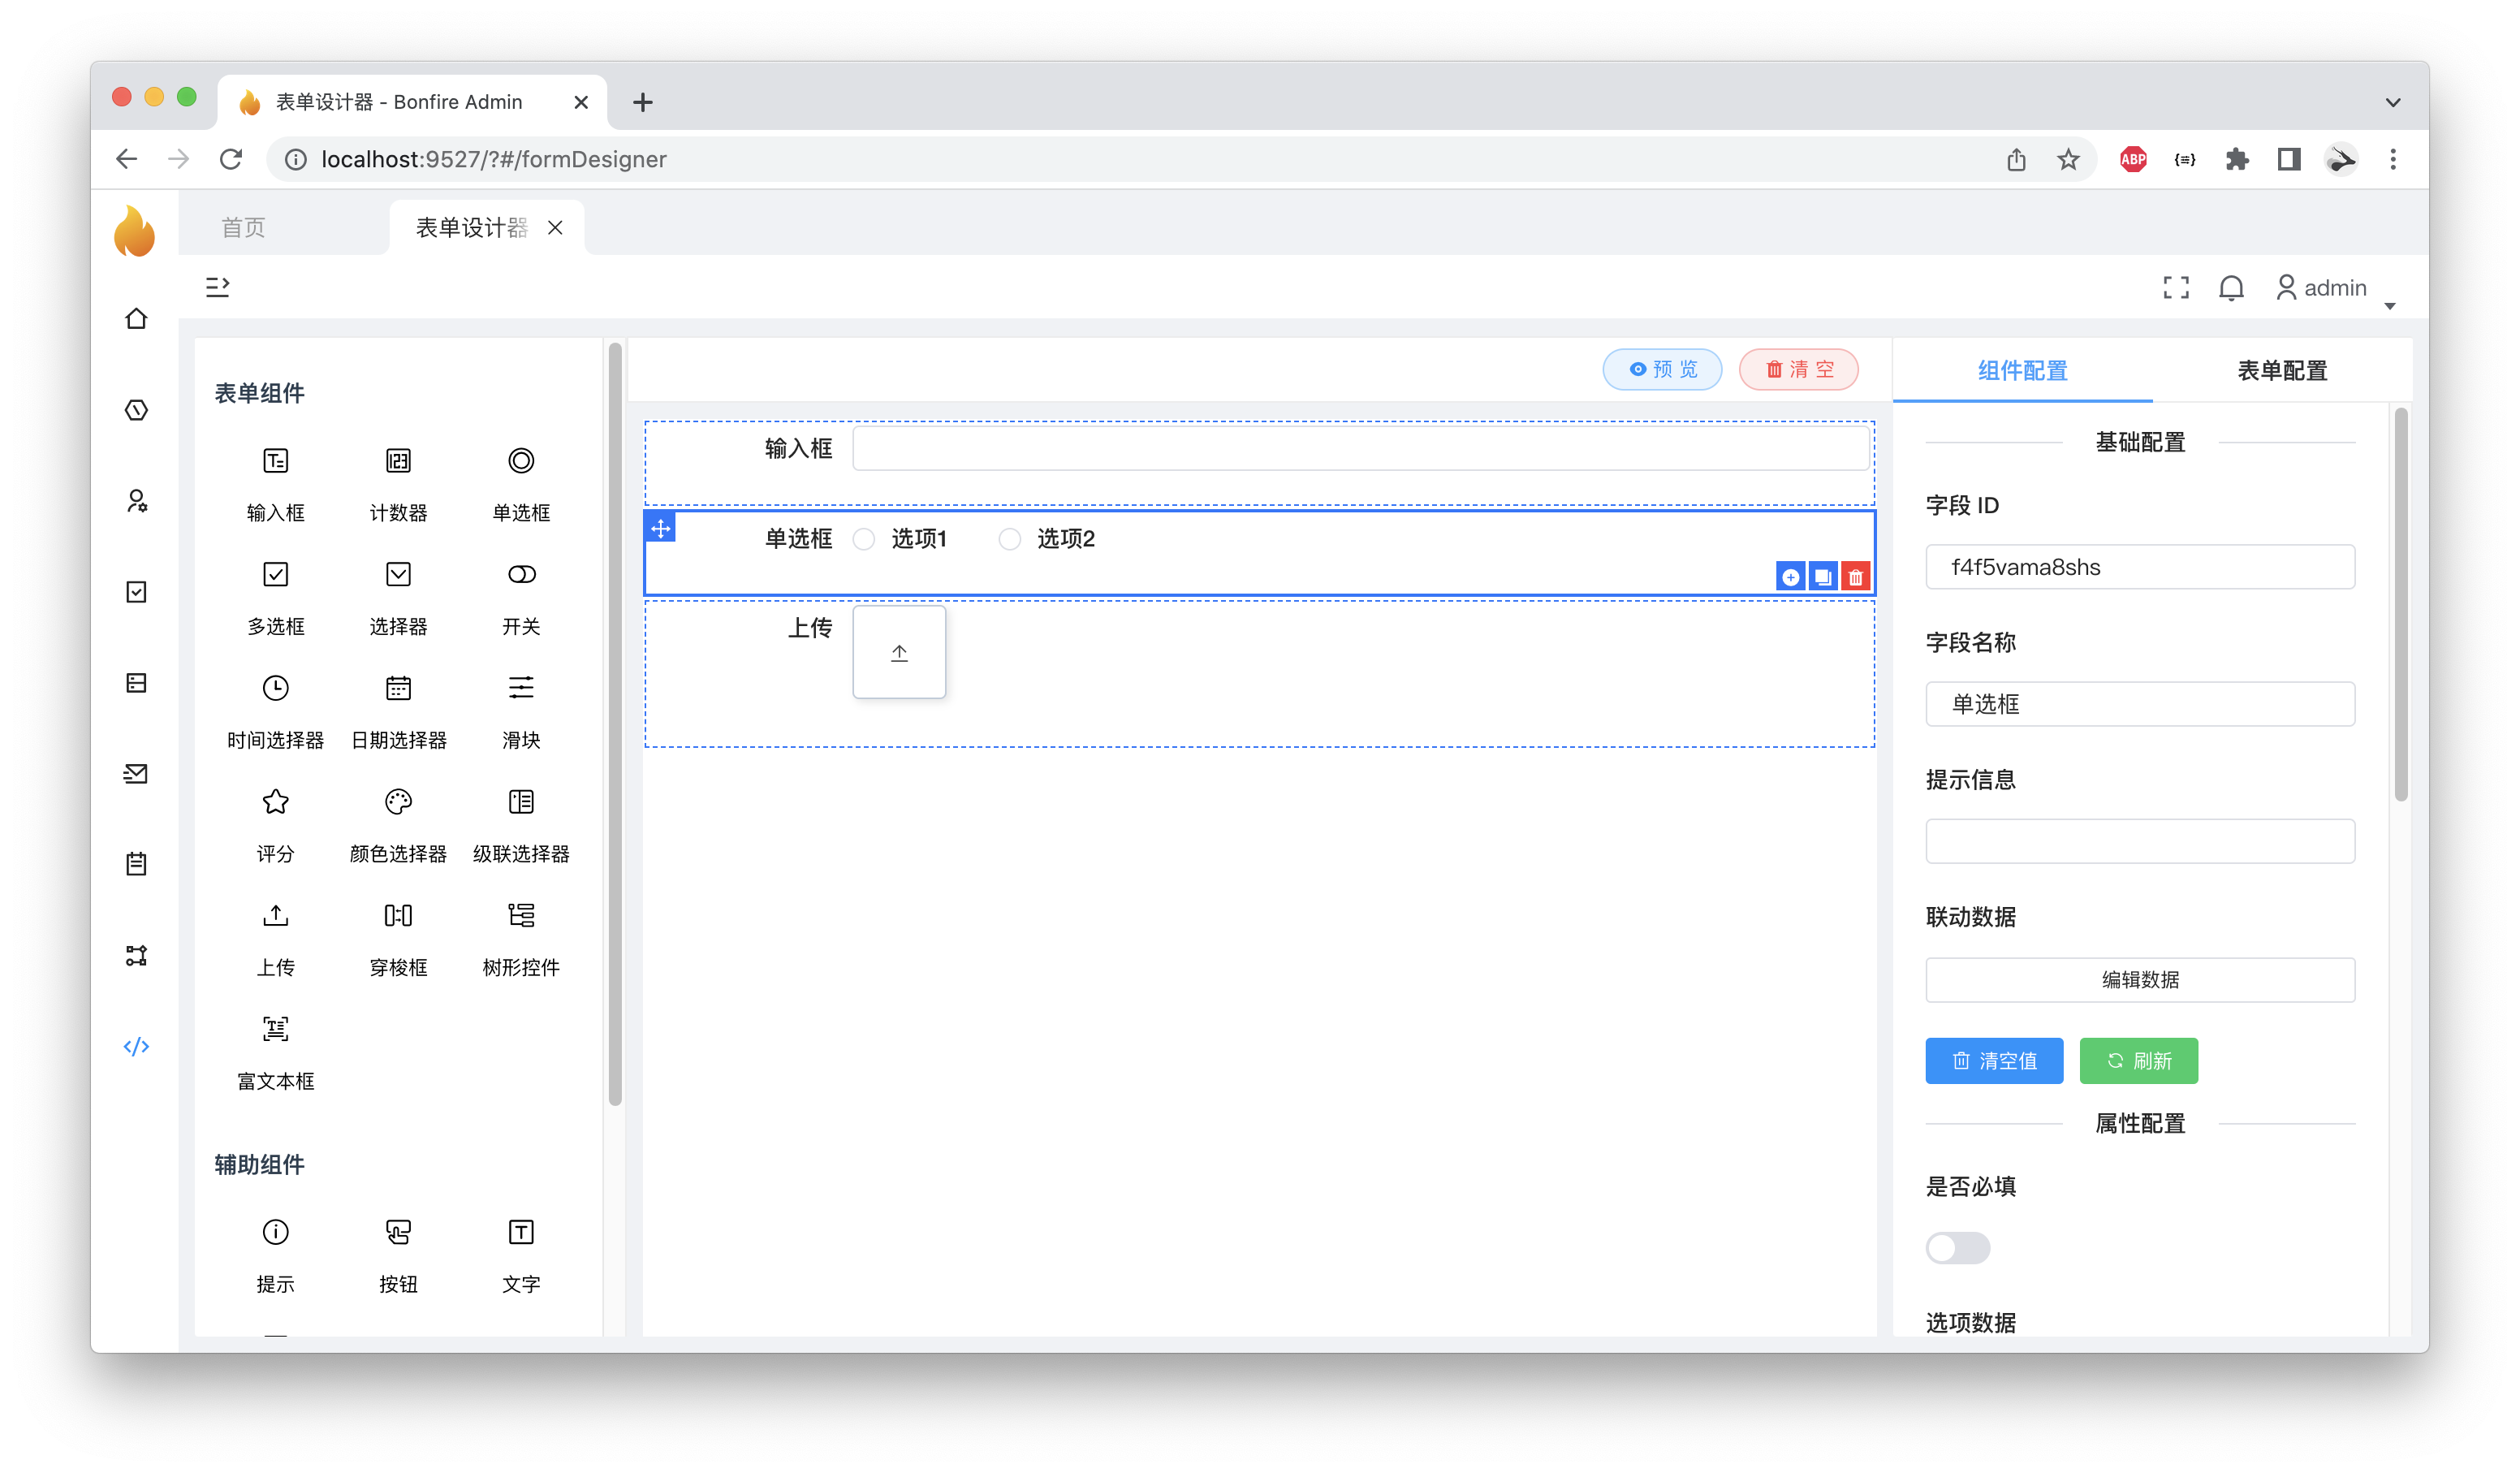 表单设计器 - Bonfire Admin
localhost:9527/?#/formDesigner
ABP
首页
表单设计器
admin
表单组件
输入框 计数器 单选框
多选框 选择器 开关
时间选择器 日期选择器 滑块
评分 颜色选择器 级联选择器
上传 穿梭框 树形控件
富文本框
辅助组件
提示 按钮 文字
预览 清空
输入框
单选框 选项1 选项2
上传
组件配置 表单配置
基础配置
字段 ID
f4f5vama8shs
字段名称
单选框
提示信息
联动数据
编辑数据
清空值 刷新
属性配置
是否必填
选项数据